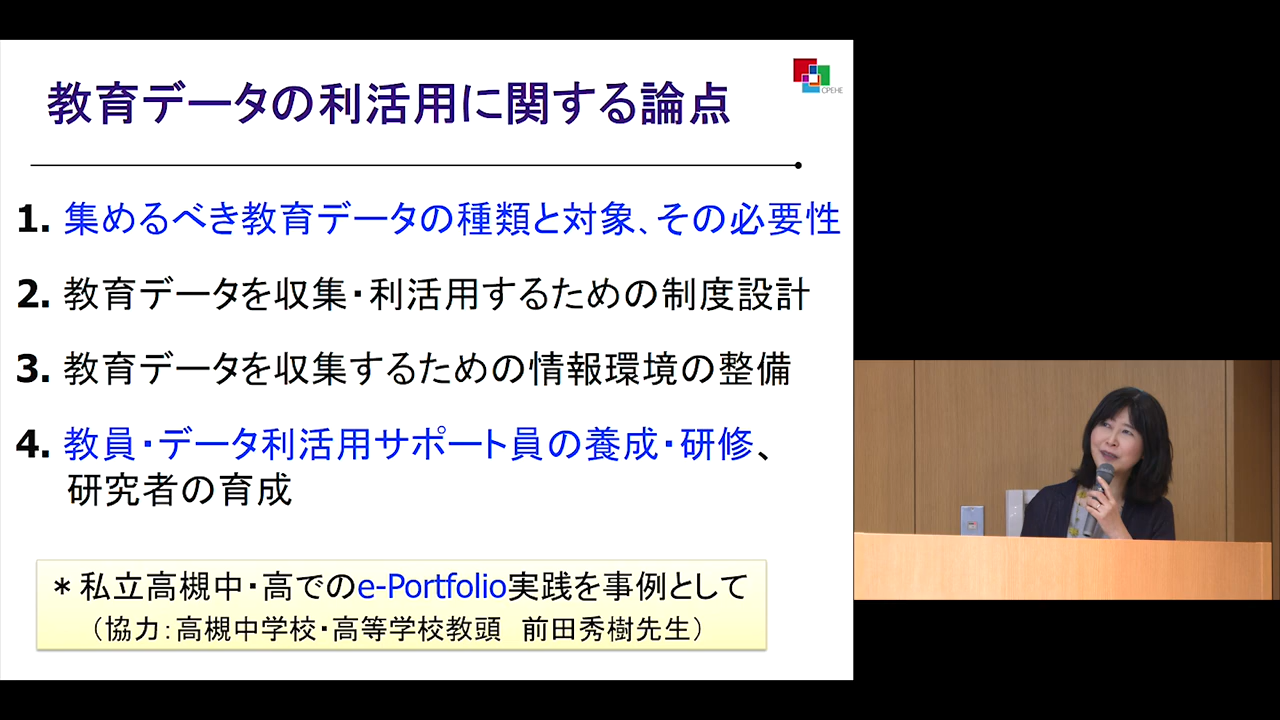 教育データの利活用に関する論点
CPEHE
1. 集めるべき教育データの種類と対象、その必要性
2. 教育データを収集・利活用するための制度設計
3. 教育データを収集するための情報環境の整備
4. 教員・データ利活用サポート員の養成・研修、
研究者の育成
＊私立高槻中・高でのe-Portfolio実践を事例として
（協力：高槻中学校・高等学校教頭　前田秀樹先生）